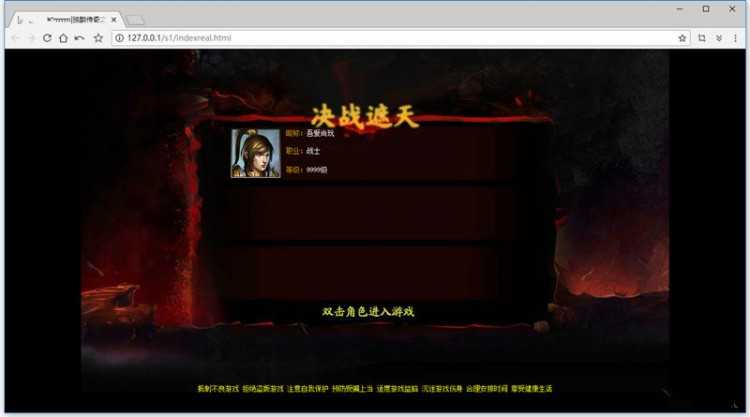 127.0.0.1/s1/indexreal.html
决战遮天
昵称：吾爱尚玩
职业：战士
等级：9999级
双击角色进入游戏
抵制不良游戏 拒绝盗版游戏 注意自我保护 预防受骗上当 适度游戏益脑 沉迷游戏伤身 合理安排时间 享受健康生活